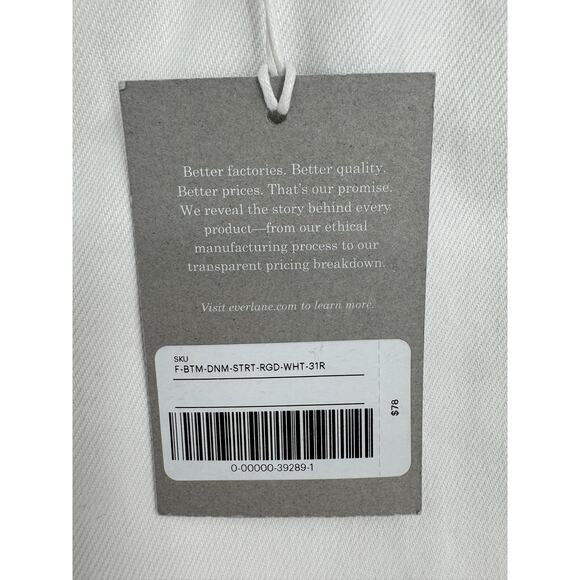 Better factories. Better quality.
Better prices. That's our promise.
We reveal the story behind every
product—from our ethical
manufacturing process to our
transparent pricing breakdown.
Visit everlane.com to learn more.
SKU
F-BTM-DNM-STRT-RGD-WHT-31R
$78
0-00000-39289-1